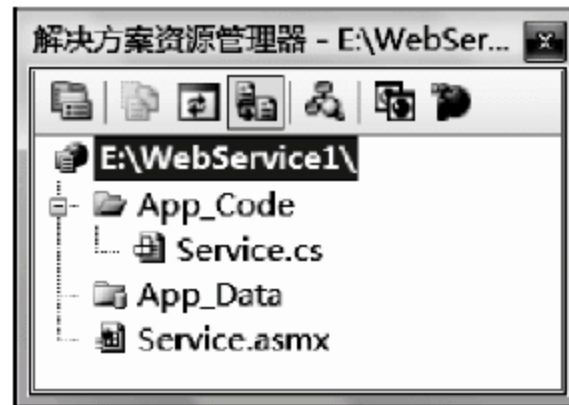 解决方案资源管理器 - E:\WebSer...
E:\WebService1\
App_Code
Service.cs
App_Data
Service.asmx